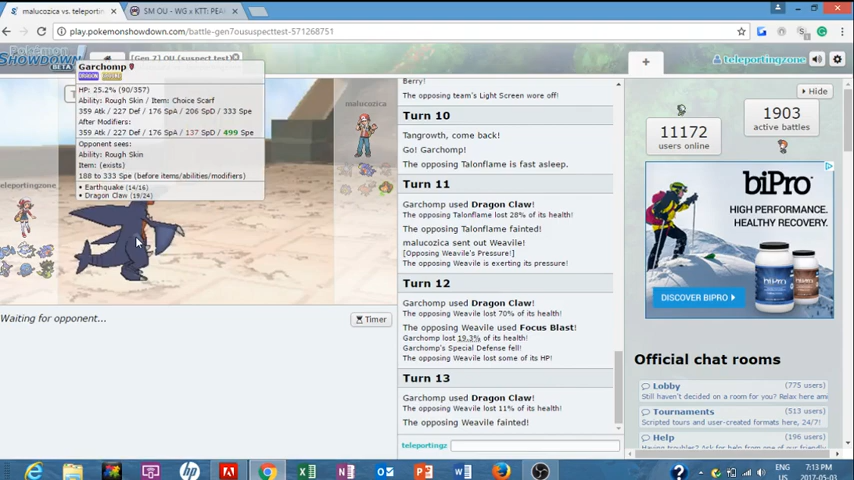 malucozica vs. teleportin
SM OU - WG x KTT: PEA
play.pokemonshowdown.com/battle-gen7oususpecttest-571268751
SHOWDOWN
BETA
[Gen 7] OU (suspect test)
teleportingzone
Garchomp
DRAGON
HP: 25.2% (90/357)
Ability: Rough Skin / Item: Choice Scarf
359 Atk / 227 Def / 176 SpA / 206 SpD / 333 Spe
After Modifiers:
359 Atk / 227 Def / 176 SpA / 137 SpD / 499 Spe
Opponent sees:
Ability: Rough Skin
Item: (exists)
188 to 333 Spe (before items/abilities/modifiers)
• Earthquake (14/16)
• Dragon Claw (19/24)
malucozica
teleportingzone
Waiting for opponent...
Timer
Berry!
The opposing team's Light Screen wore off!
Turn 10
Tangrowth, come back!
Go! Garchomp!
The opposing Talonflame is fast asleep.
Turn 11
Garchomp used Dragon Claw!
The opposing Talonflame lost 28% of its health!
The opposing Talonflame fainted!
malucozica sent out Weavile!
[Opposing Weavile's Pressure!]
The opposing Weavile is exerting its pressure!
Turn 12
Garchomp used Dragon Claw!
The opposing Weavile lost 70% of its health!
The opposing Weavile used Focus Blast!
Garchomp lost 19.3% of its health!
Garchomp's Special Defense fell!
The opposing Weavile lost some of its HP!
Turn 13
Garchomp used Dragon Claw!
The opposing Weavile lost 11% of its health!
The opposing Weavile fainted!
teleportingz
Hide
11172
users online
1903
active battles
biPro
HIGH PERFORMANCE.
HEALTHY RECOVERY.
DISCOVER BIPRO
biPro
Official chat rooms
Lobby
(775 users)
Still haven't decided on a room for you? Relax here am
Tournaments
(513 users)
Scripted tours and user-created formats here, 24/7!
Help
(196 users)
ENG
US
7:13 PM
2017-05-03